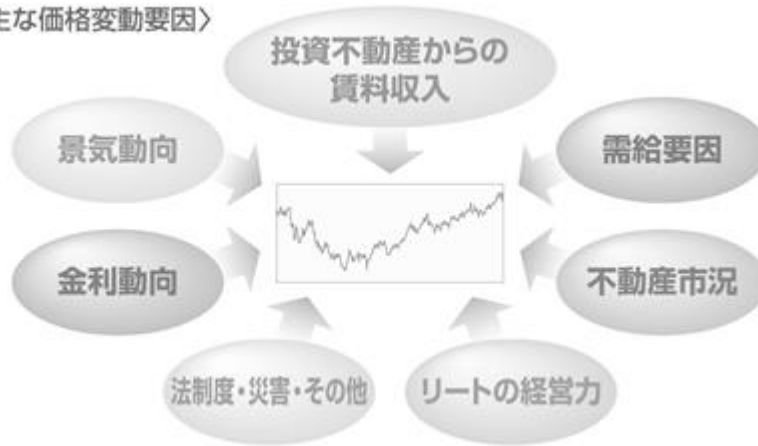 主な価格変動要因〉
投資不動産からの
賃料収入
景気動向
需給要因
金利動向
不動産市況
法制度・災害・その他
リートの経営力